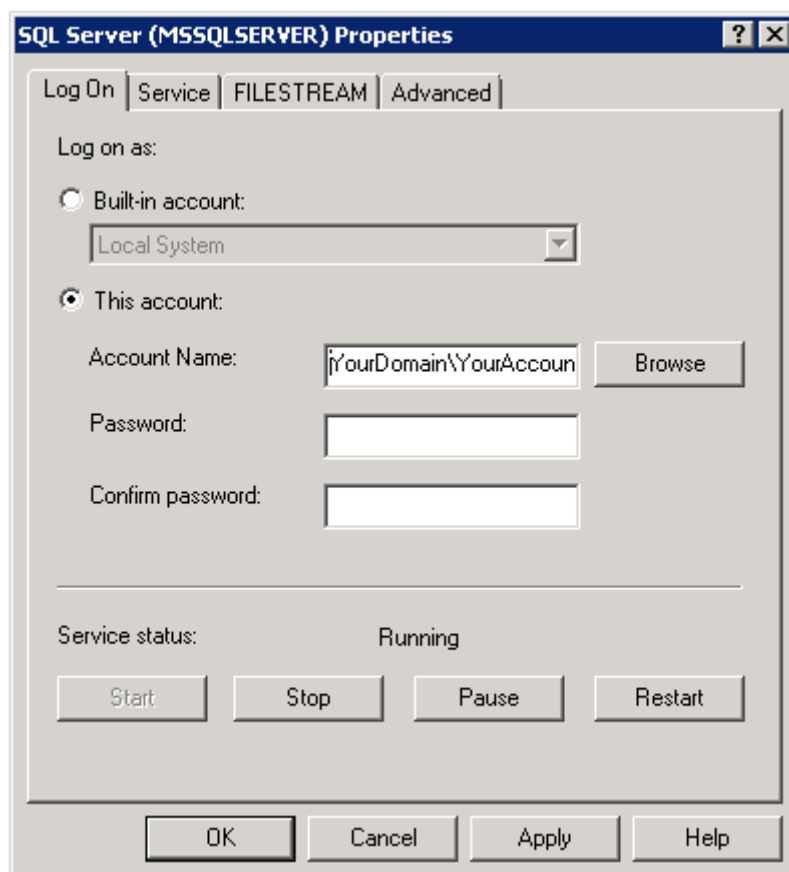 SQL Server (MSSQLSERVER) Properties
Log On Service FILESTREAM Advanced
Log on as:
Built-in account:
Local System
This account:
Account Name: YourDomain\YourAccoun Browse
Password:
Confirm password:
Service status: Running
Start Stop Pause Restart
OK Cancel Apply Help